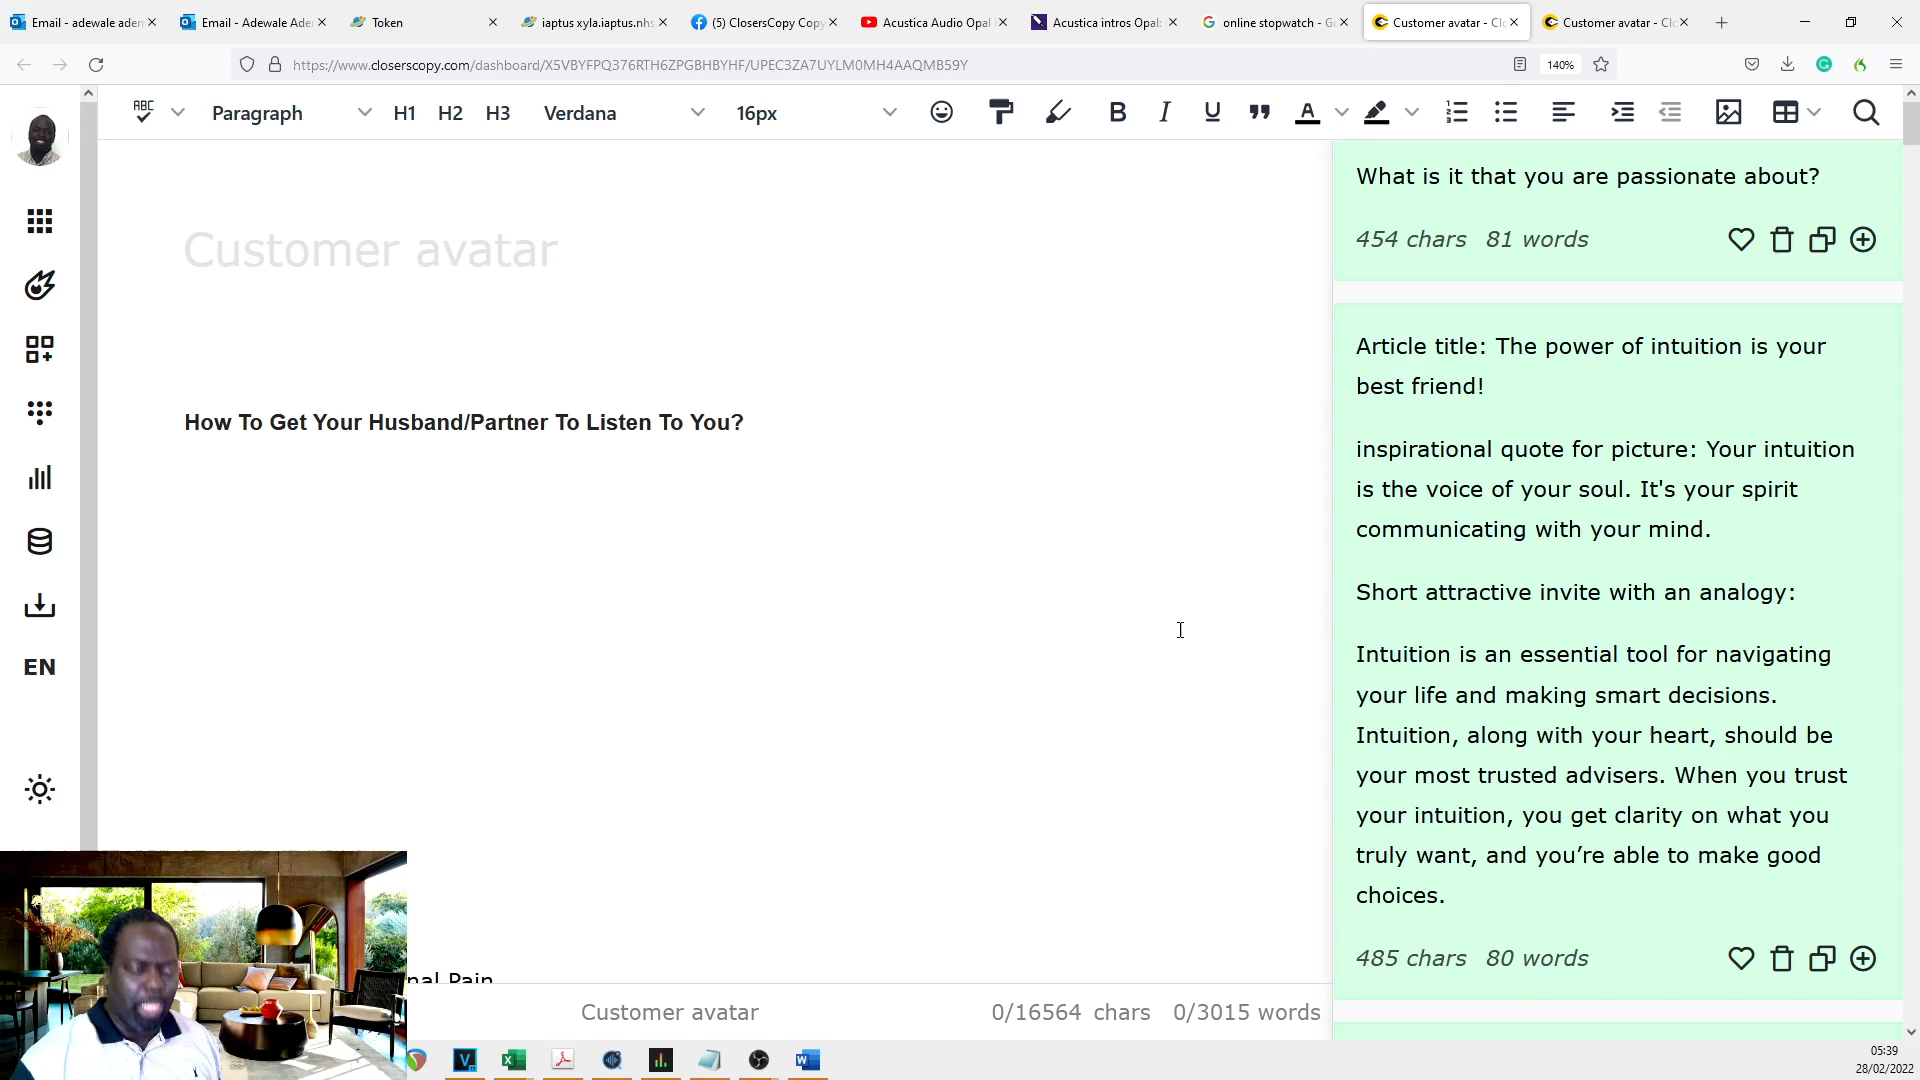 Email - adewale aden
Email - Adewale Ader
Token
iaptus xyla.iaptus.nhs
(5) ClosersCopy Copy
Acustica Audio Opal
Acustica intros Opal:
online stopwatch - Go
Customer avatar - Clo
Customer avatar - Clo
https://www.closerscopy.com/dashboard/X5VBYFPQ376RTH6ZPGBHBYHF/UPEC3ZA7UYLM0MH4AAQMB59Y
140%
ABC
Paragraph
H1
H2
H3
Verdana
16px
B
I
U
A
Customer avatar
How To Get Your Husband/Partner To Listen To You?
nal Pain
Customer avatar
0/16564 chars
0/3015 words
EN
What is it that you are passionate about?
454 chars 81 words
Article title: The power of intuition is your
best friend!
inspirational quote for picture: Your intuition
is the voice of your soul. It's your spirit
communicating with your mind.
Short attractive invite with an analogy:
Intuition is an essential tool for navigating
your life and making smart decisions.
Intuition, along with your heart, should be
your most trusted advisers. When you trust
your intuition, you get clarity on what you
truly want, and you’re able to make good
choices.
485 chars 80 words
05:39
28/02/2022